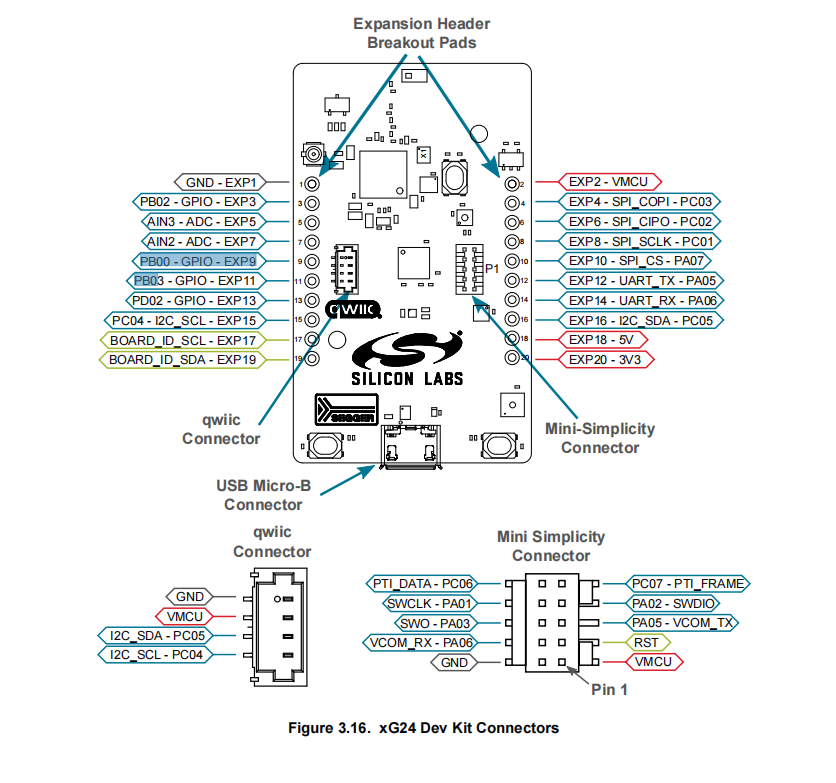 Expansion Header
Breakout Pads
X1
GND - EXP1
1
2
EXP2 - VMCU
PB02 - GPIO - EXP3
3
4
EXP4 - SPI_COPI - PC03
AIN3 - ADC - EXP5
5
6
EXP6 - SPI_CIPO - PC02
AIN2 - ADC - EXP7
7
8
EXP8 - SPI_SCLK - PC01
PB00 - GPIO - EXP9
9
10
EXP10 - SPI_CS - PA07
P1
PB03 - GPIO - EXP11
11
12
EXP12 - UART_TX - PA05
PD02 - GPIO - EXP13
13
14
EXP14 - UART_RX - PA06
qwiic
PC04 - I2C_SCL - EXP15
15
16
EXP16 - I2C_SDA - PC05
BOARD_ID_SCL - EXP17
17
18
EXP18 - 5V
BOARD_ID_SDA - EXP19
19
20
EXP20 - 3V3
SILICON LABS
SEGGER
qwiic
Connector
Mini-Simplicity
Connector
USB Micro-B
Connector
qwiic
Connector
GND
VMCU
I2C_SDA - PC05
I2C_SCL - PC04
Mini Simplicity
Connector
PTI_DATA - PC06
PC07 - PTI_FRAME
SWCLK - PA01
PA02 - SWDIO
SWO - PA03
PA05 - VCOM_TX
VCOM_RX - PA06
RST
GND
VMCU
Pin 1
Figure 3.16. xG24 Dev Kit Connectors